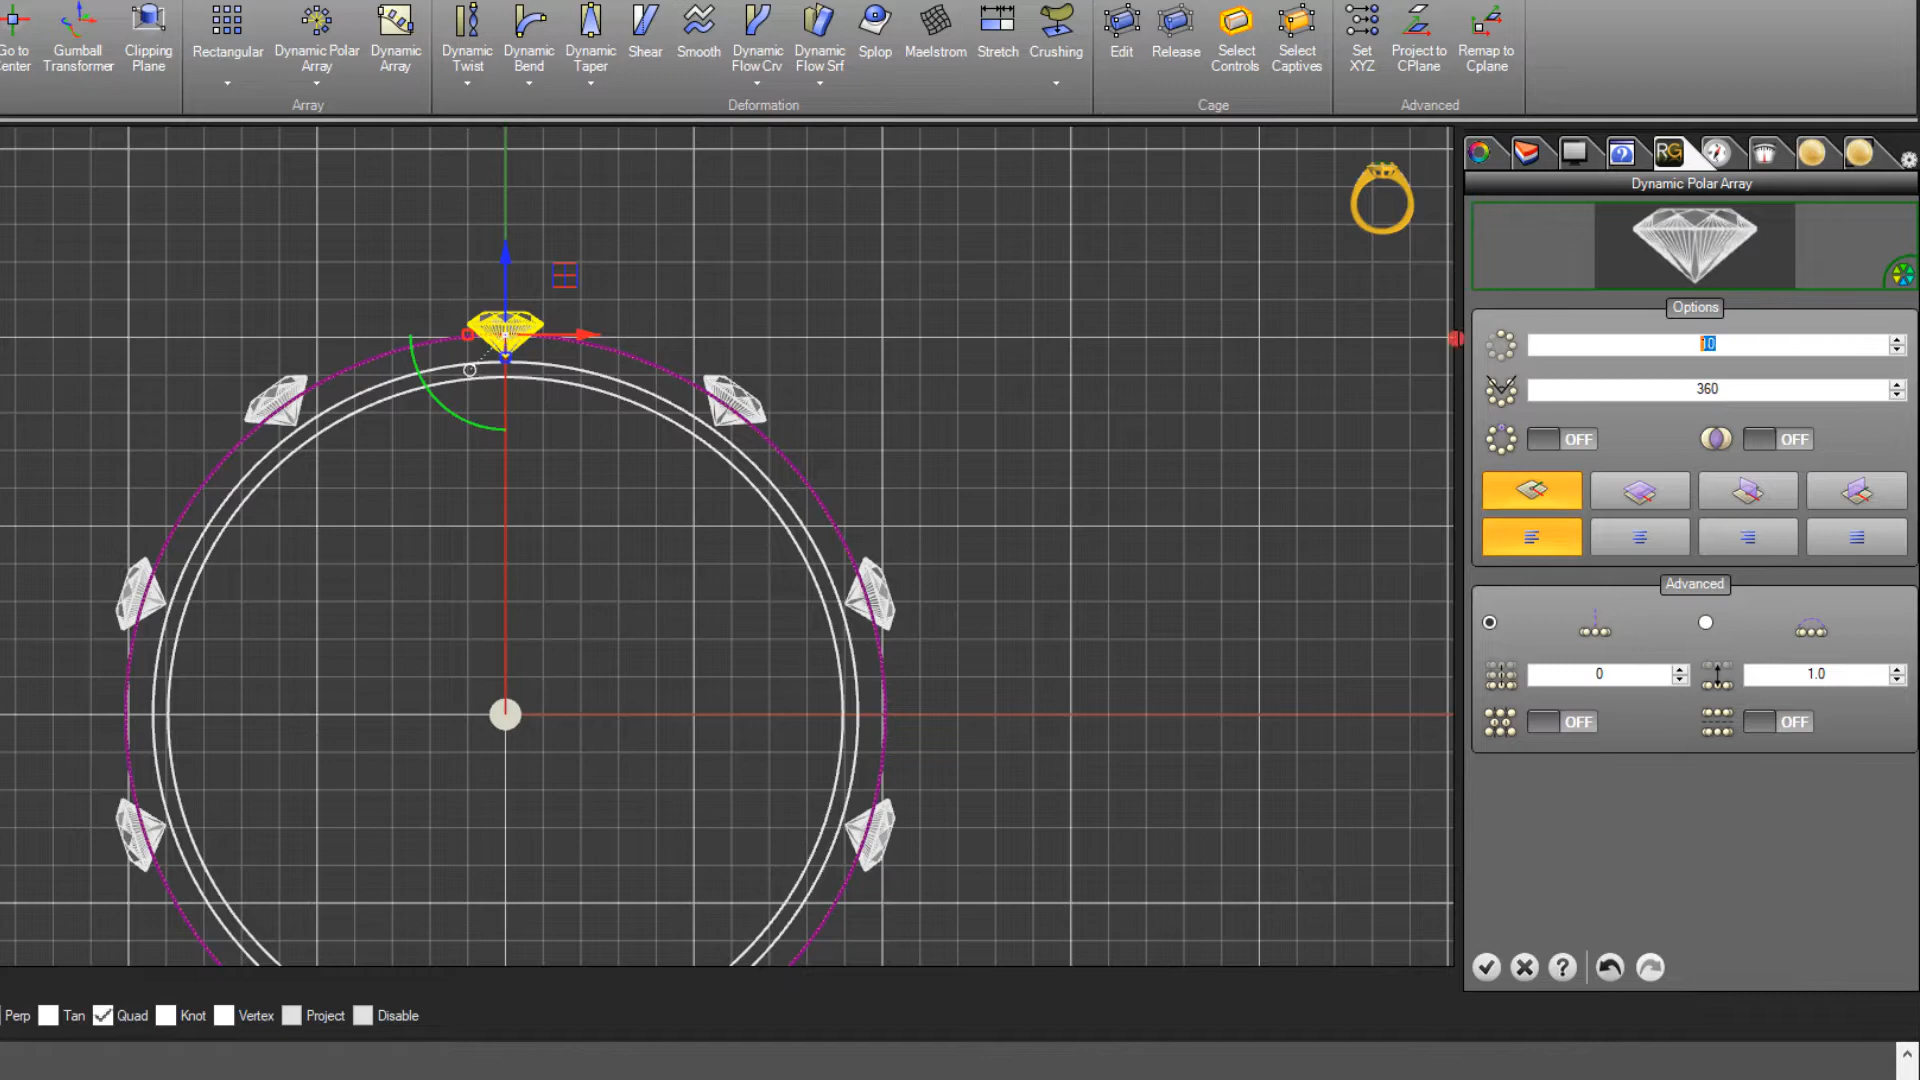 Go to Center
Gumball Transformer
Clipping Plane
Rectangular
Dynamic Polar Array
Dynamic Array
Dynamic Twist
Dynamic Bend
Dynamic Taper
Shear
Smooth
Dynamic Flow Crv
Dynamic Flow Srf
Splop
Maelstrom
Stretch
Crushing
Edit
Release
Select Controls
Select Captives
Set XYZ
Project to CPlane
Remap to Cplane
Array
Deformation
Cage
Advanced
RG
Dynamic Polar Array
Options
10
360
OFF
OFF
Advanced
0
1.0
OFF
OFF
Perp
Tan
Quad
Knot
Vertex
Project
Disable